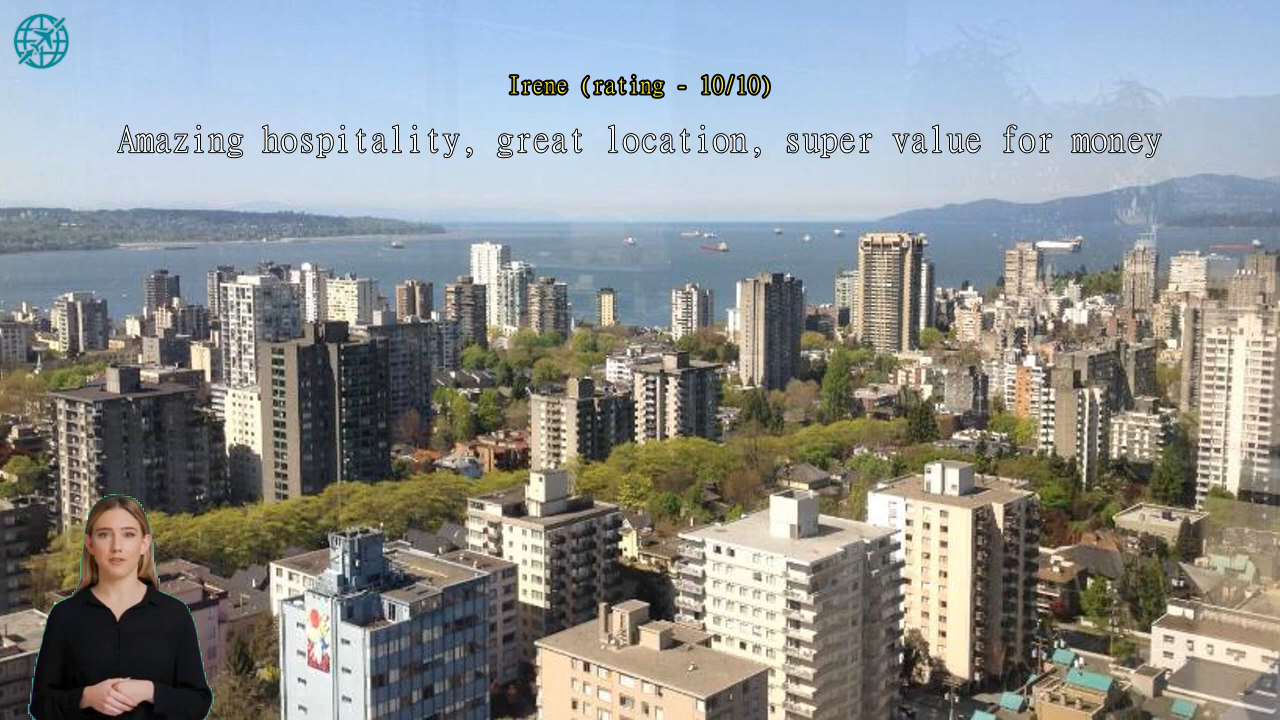 Irene (rating - 10/10)
Amazing hospitality, great location, super value for money